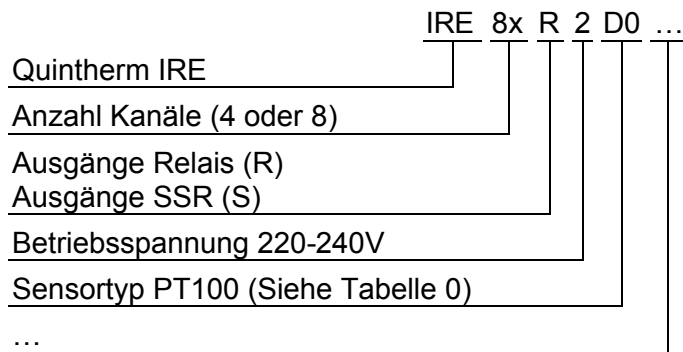 IRE 8x R 2 D0 …
Quintherm IRE
Anzahl Kanäle (4 oder 8)
Ausgänge Relais (R)
Ausgänge SSR (S)
Betriebsspannung 220-240V
Sensortyp PT100 (Siehe Tabelle 0)
…